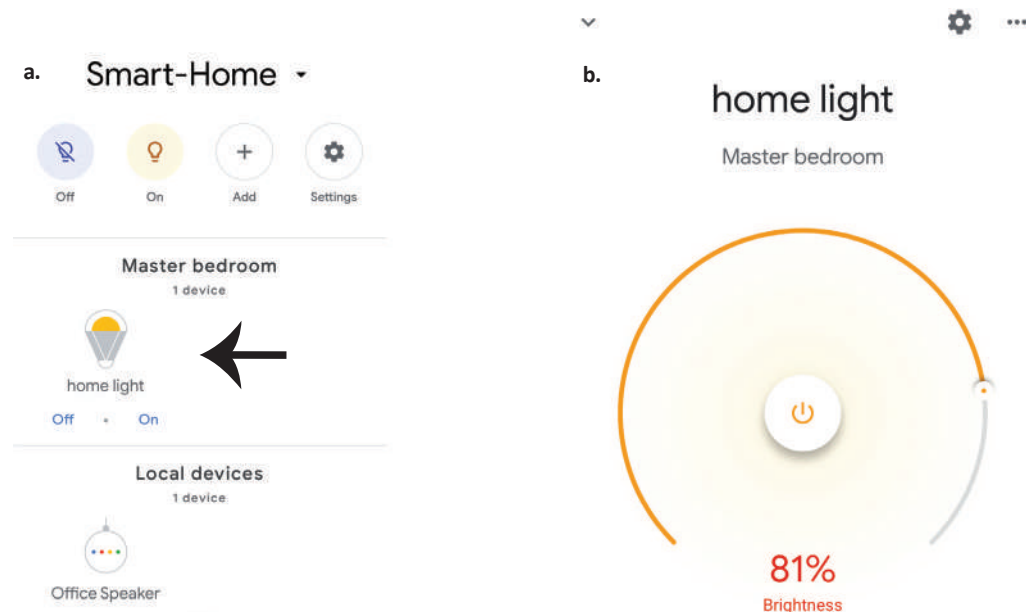 a.
Smart-Home
Off
On
Add
Settings
Master bedroom
1 device
home light
Off • On
Local devices
1 device
Office Speaker
b.
home light
Master bedroom
81%
Brightness